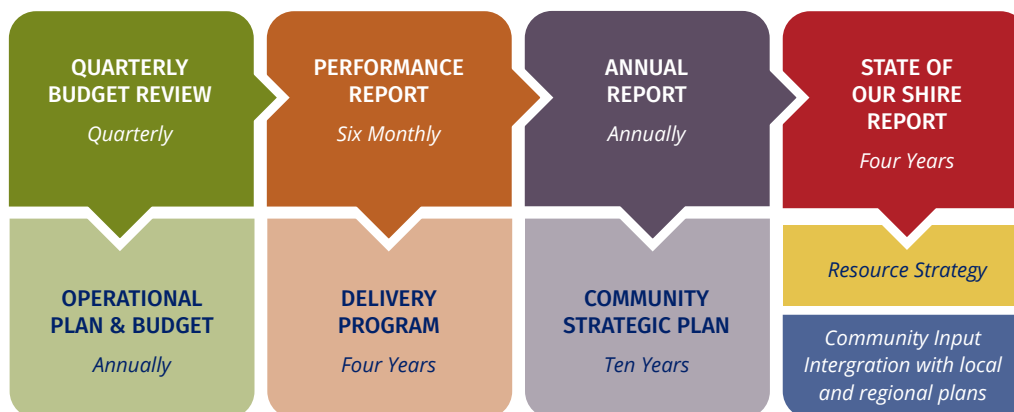 QUARTERLY
BUDGET REVIEW
Quarterly
PERFORMANCE
REPORT
Six Monthly
ANNUAL
REPORT
Annually
STATE OF
OUR SHIRE
REPORT
Four Years
OPERATIONAL
PLAN & BUDGET
Annually
DELIVERY
PROGRAM
Four Years
COMMUNITY
STRATEGIC PLAN
Ten Years
Resource Strategy
Community Input
Intergration with local
and regional plans